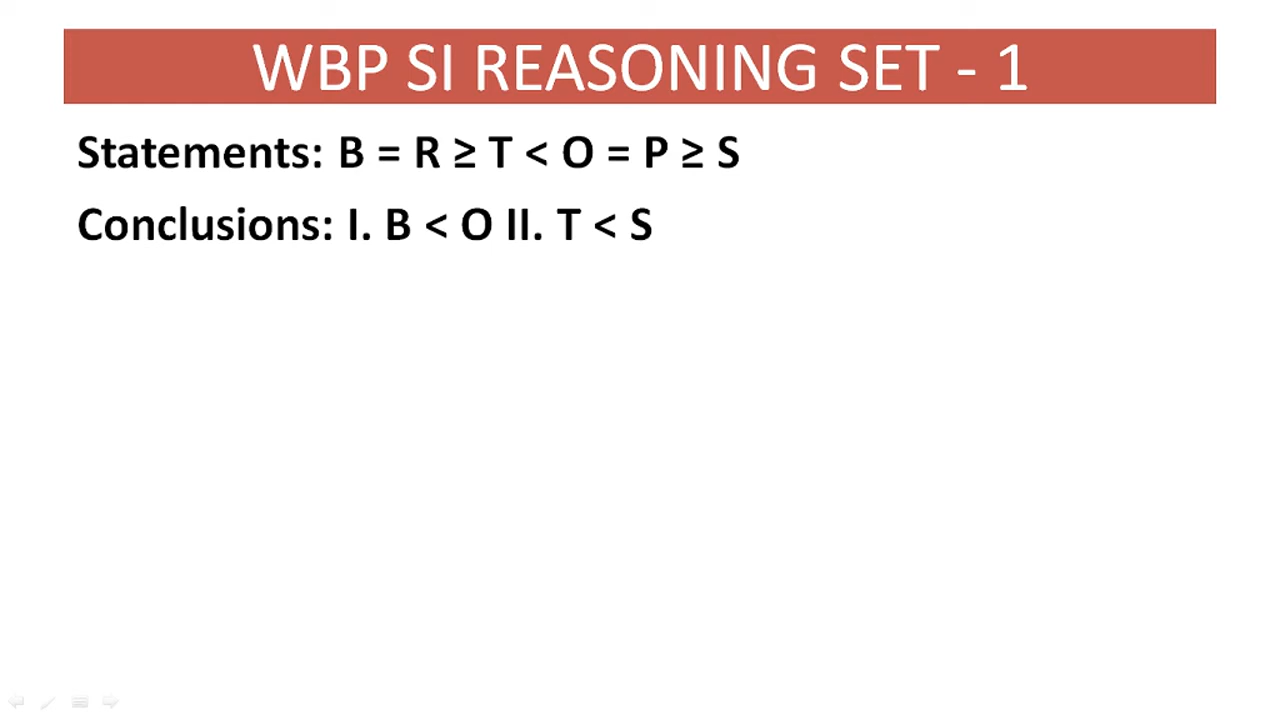 WBP SI REASONING SET - 1
Statements: B = R ≥ T < O = P ≥ S
Conclusions: I. B < O II. T < S